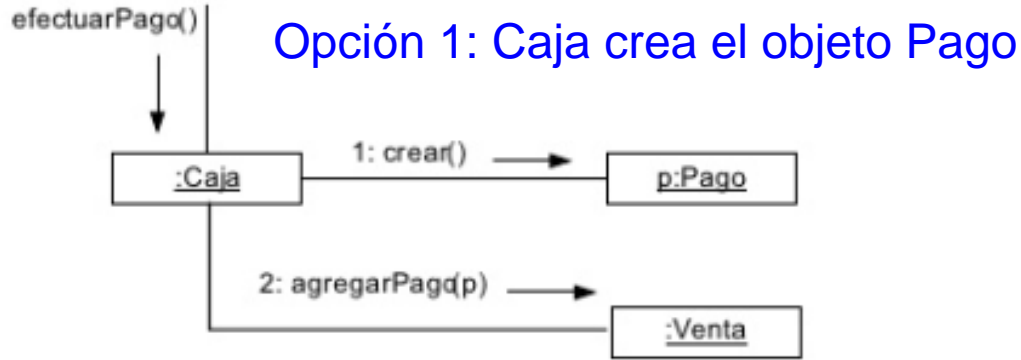 efectuarPago()
Opción 1: Caja crea el objeto Pago
1: crear()
:Caja
p:Pago
2: agregarPago(p)
:Venta